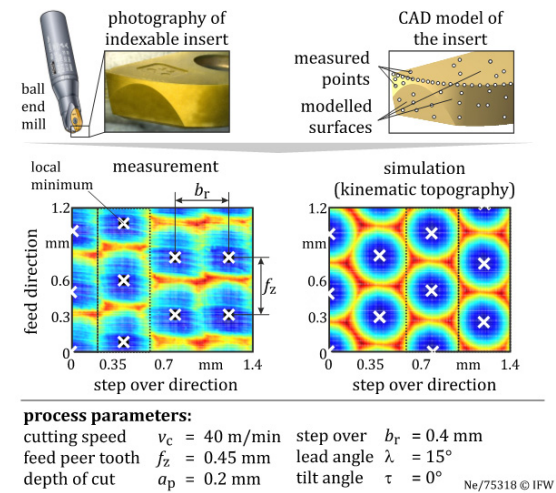 photography of
indexable insert
CAD model of
the insert
ball
end
mill
measured
points
modelled
surfaces
local
minimum
measurement
simulation
(kinematic topography)
bᵣ
fz
feed direction
1.2
mm
0.6
0.3
0
0 0.35 mm 1.4
step over direction
1.2
mm
0.6
0.3
0
0 0.35 mm 1.4
step over direction
process parameters:
cutting speed vc = 40 m/min
feed peer tooth fz = 0.45 mm
depth of cut ap = 0.2 mm
step over bᵣ = 0.4 mm
lead angle λ = 15°
tilt angle τ = 0°
Ne/75318 © IFW